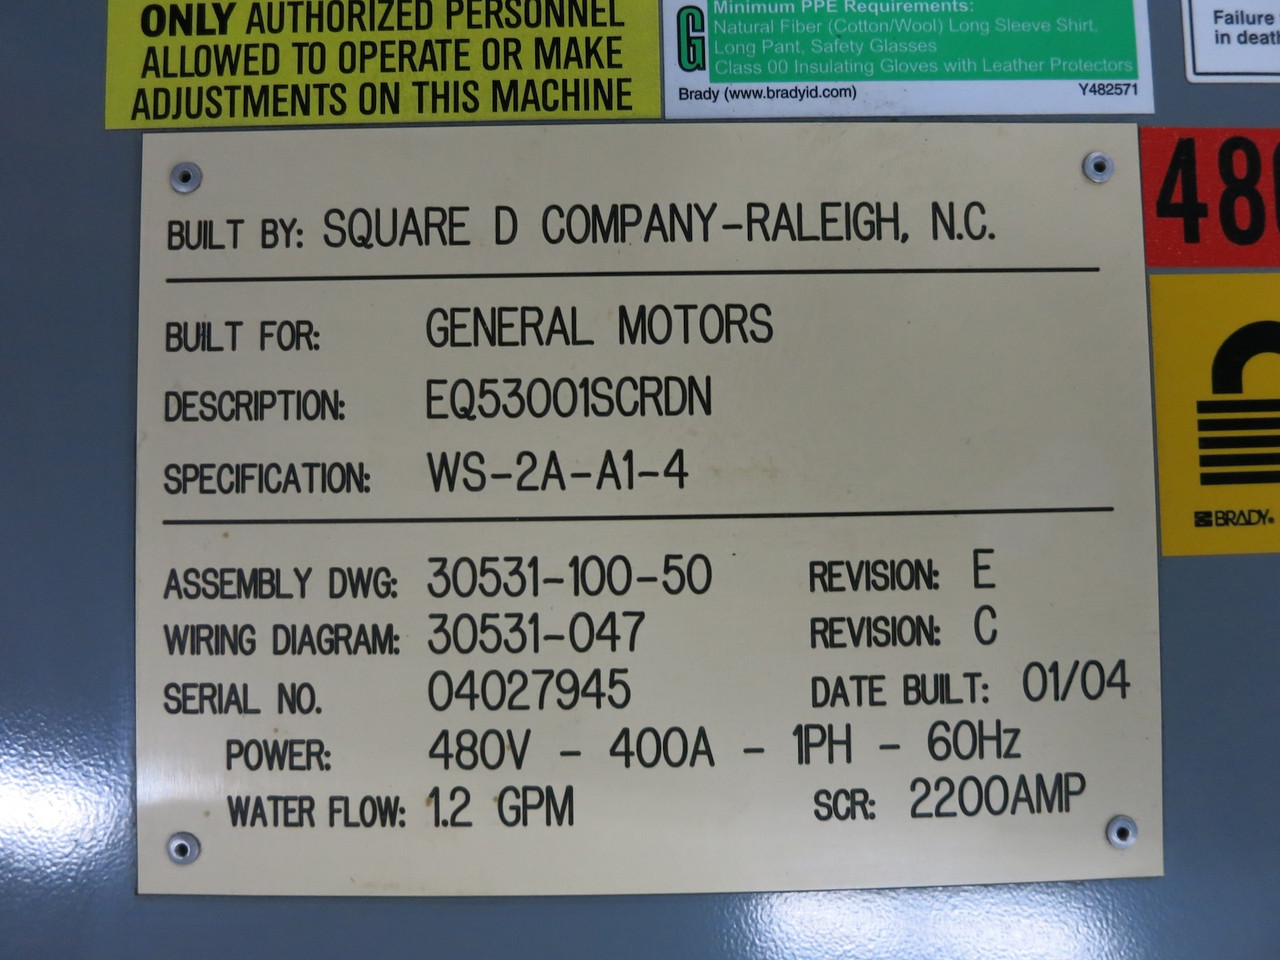 ONLY AUTHORIZED PERSONNEL
ALLOWED TO OPERATE OR MAKE
ADJUSTMENTS ON THIS MACHINE
G
Minimum PPE Requirements:
Natural Fiber (Cotton/Wool) Long Sleeve Shirt,
Long Pant, Safety Glasses
Class 00 Insulating Gloves with Leather Protectors
Brady (www.bradyid.com) Y482571
Failure
in death
48
BRADY
BUILT BY: SQUARE D COMPANY-RALEIGH, N.C.
BUILT FOR: GENERAL MOTORS
DESCRIPTION: EQ53001SCRDN
SPECIFICATION: WS-2A-A1-4
ASSEMBLY DWG: 30531-100-50 REVISION: E
WIRING DIAGRAM: 30531-047 REVISION: C
SERIAL NO. 04027945 DATE BUILT: 01/04
POWER: 480V - 400A - 1PH - 60Hz
WATER FLOW: 1.2 GPM SCR: 2200AMP